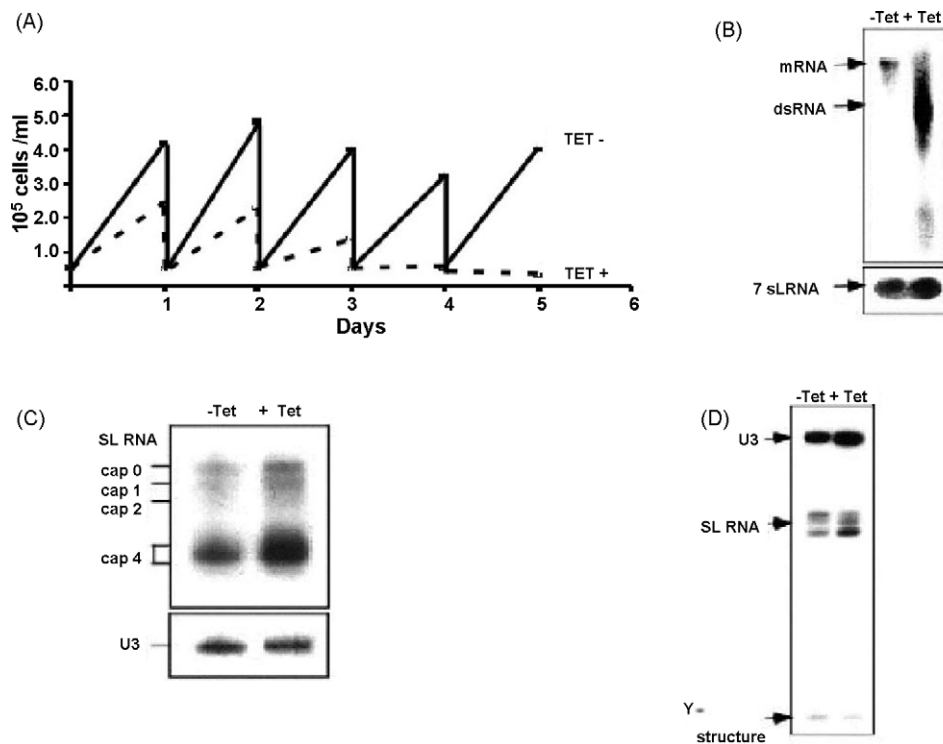 (A)
6.0
5.0
4.0
3.0
2.0
1.0
10⁵ cells /ml
TET -
TET +
1 2 3 4 5 6
Days
(B)
-Tet + Tet
mRNA
dsRNA
7 sLRNA
(C)
-Tet + Tet
SL RNA
cap 0
cap 1
cap 2
cap 4
U3
(D)
-Tet + Tet
U3
SL RNA
Y-
structure